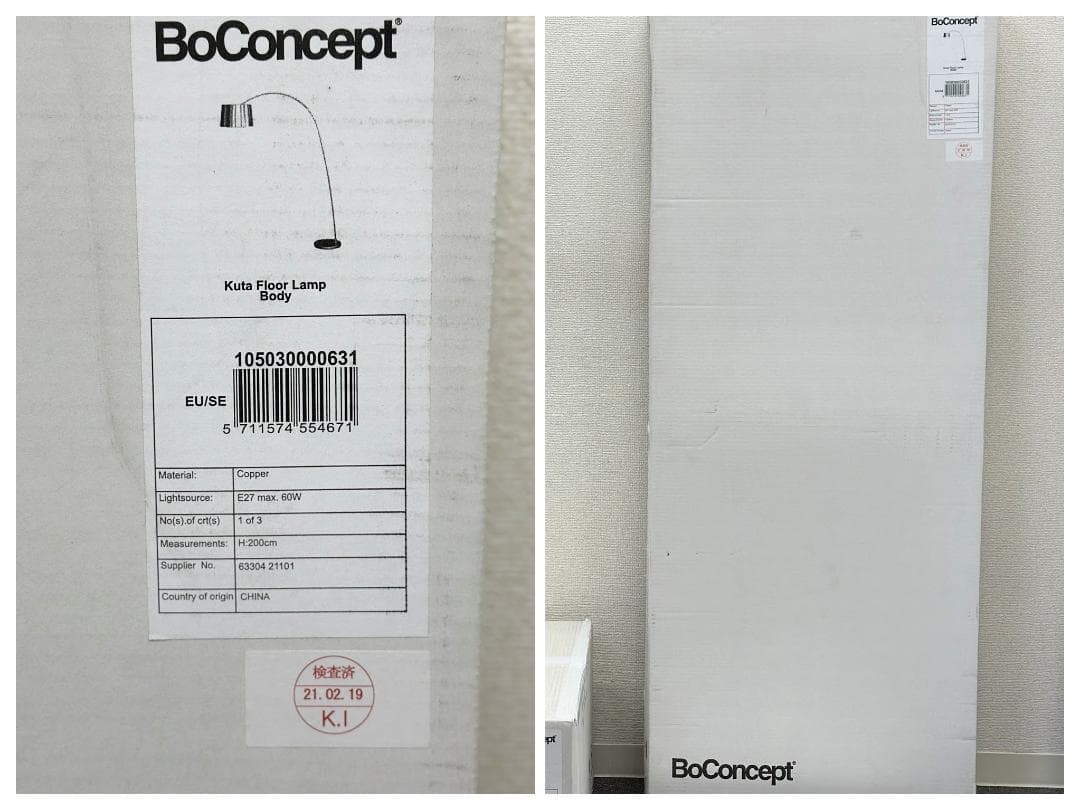 BoConcept®
Kuta Floor Lamp
Body
105030000631
EU/SE
5 711574 554671
Material: Copper
Lightsource: E27 max. 60W
No(s).of crt(s) 1 of 3
Measurements: H:200cm
Supplier No. 63304 21101
Country of origin CHINA
検査済
21.02.19
K.I
BoConcept
105030000631
BoConcept